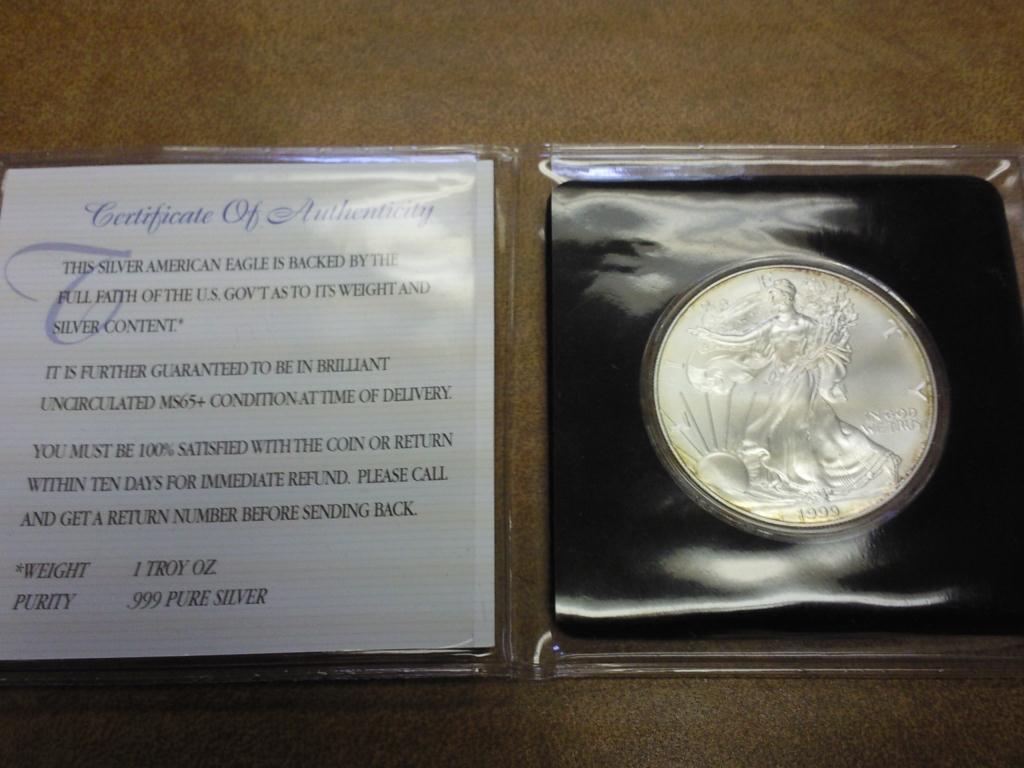 Certificate Of Authenticity
THIS SILVER AMERICAN EAGLE IS BACKED BY THE
FULL FAITH OF THE U.S. GOV'T AS TO ITS WEIGHT AND
SILVER CONTENT.*
IT IS FURTHER GUARANTEED TO BE IN BRILLIANT
UNCIRCULATED MS65+ CONDITION AT TIME OF DELIVERY.
YOU MUST BE 100% SATISFIED WITH THE COIN OR RETURN
WITHIN TEN DAYS FOR IMMEDIATE REFUND. PLEASE CALL
AND GET A RETURN NUMBER BEFORE SENDING BACK.
*WEIGHT 1 TROY OZ.
PURITY .999 PURE SILVER
IN GOD
WE TRUST
1999